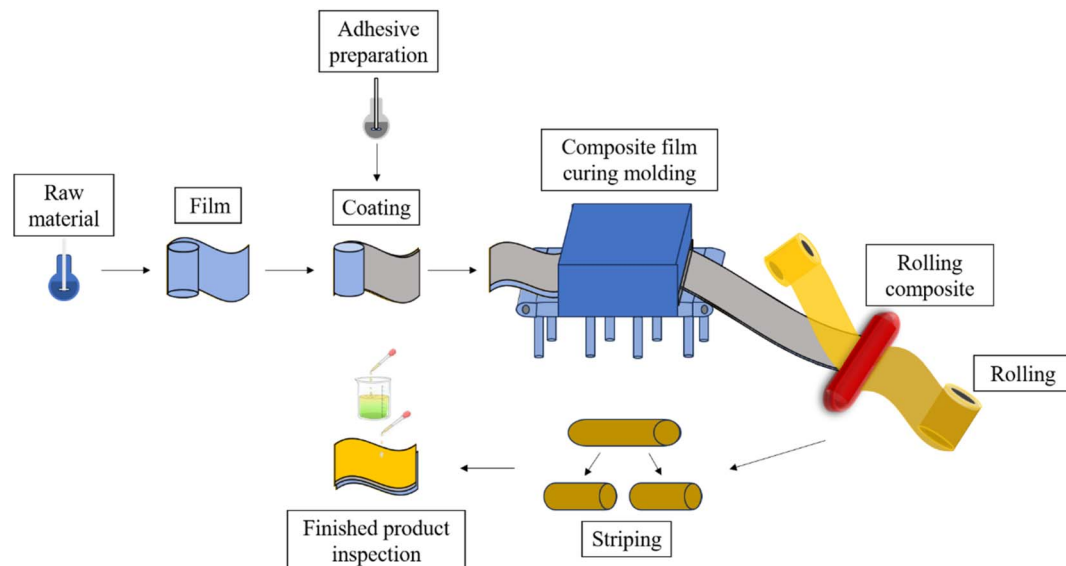 Adhesive
preparation
Raw
material
Film
Coating
Composite film
curing molding
Rolling
composite
Rolling
Striping
Finished product
inspection